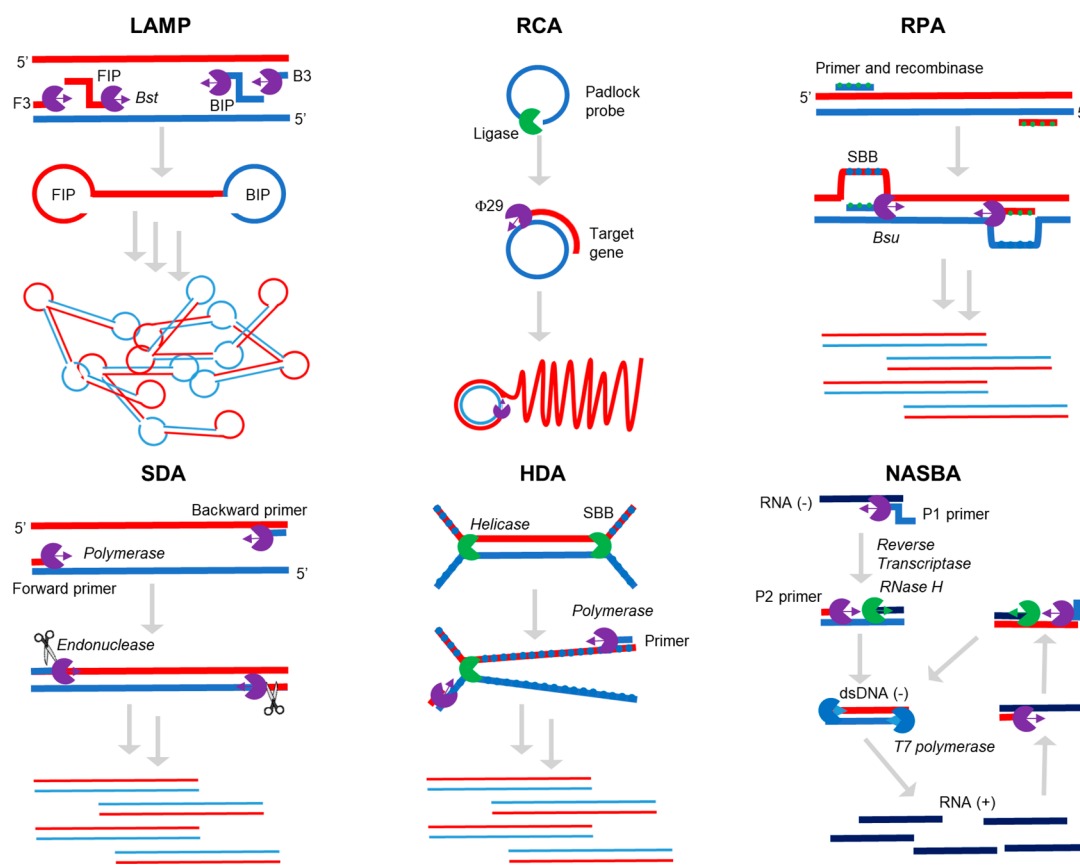 LAMP
5'
FIP
B3
F3
Bst
BIP
5'
FIP
BIP
RCA
Padlock
probe
Ligase
Φ29
Target
gene
RPA
Primer and recombinase
5'
5'
SBB
Bsu
SDA
Backward primer
5'
Polymerase
Forward primer
5'
Endonuclease
HDA
Helicase
SBB
Polymerase
Primer
NASBA
RNA (-)
P1 primer
Reverse
Transcriptase
RNase H
P2 primer
dsDNA (-)
T7 polymerase
RNA (+)